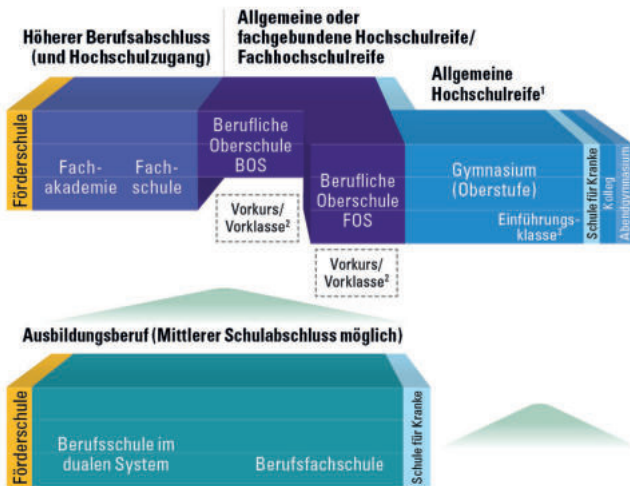 Höherer Berufsabschluss
(und Hochschulzugang)
Allgemeine oder
fachgebundene Hochschulreife/
Fachhochschulreife
Allgemeine
Hochschulreife¹
Förderschule
Fach-
akademie
Fach-
schule
Berufliche
Oberschule
BOS
Vorkurs/
Vorklasse²
Berufliche
Oberschule
FOS
Vorkurs/
Vorklasse²
Gymnasium
(Oberstufe)
Einführungs-
klasse³
Schule für Kranke
Kolleg
Abendgymnasium
Ausbildungsberuf (Mittlerer Schulabschluss möglich)
Förderschule
Berufsschule im
dualen System
Berufsfachschule
Schule für Kranke